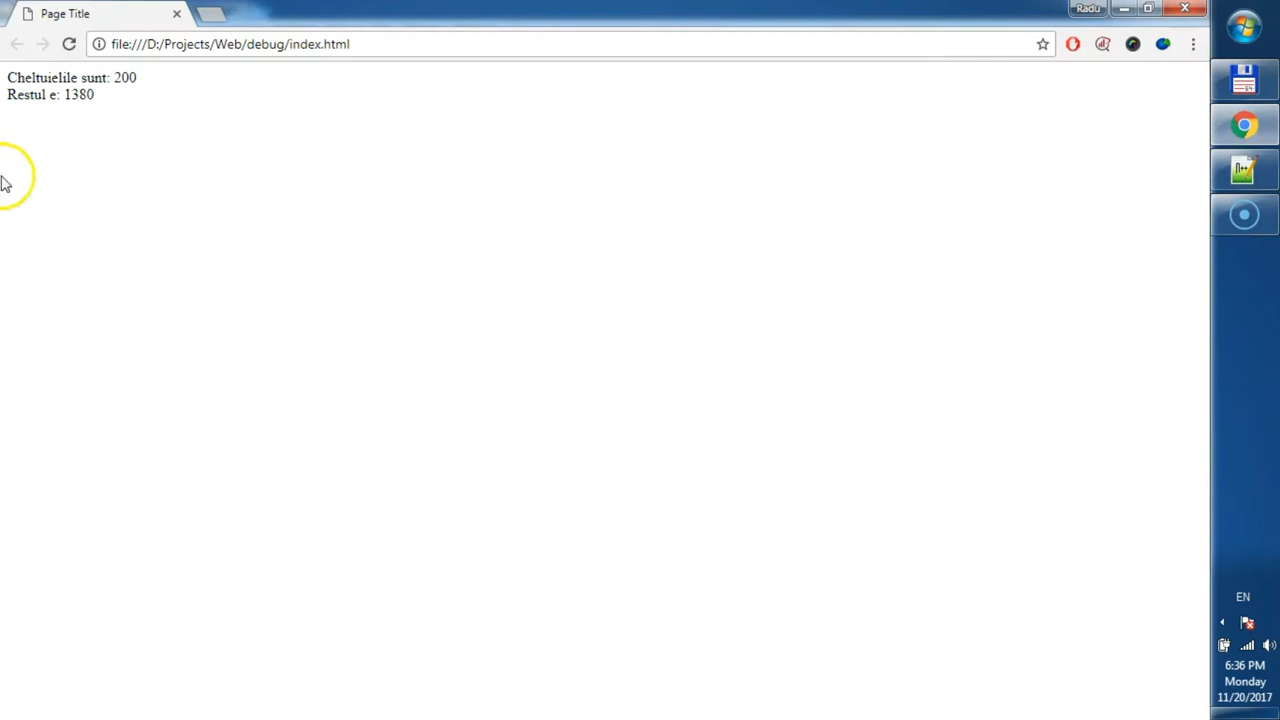 Page Title
Radu
file:///D:/Projects/Web/debug/index.html
Cheltuielile sunt: 200
Restul e: 1380
64
n++
EN
6:36 PM
Monday
11/20/2017